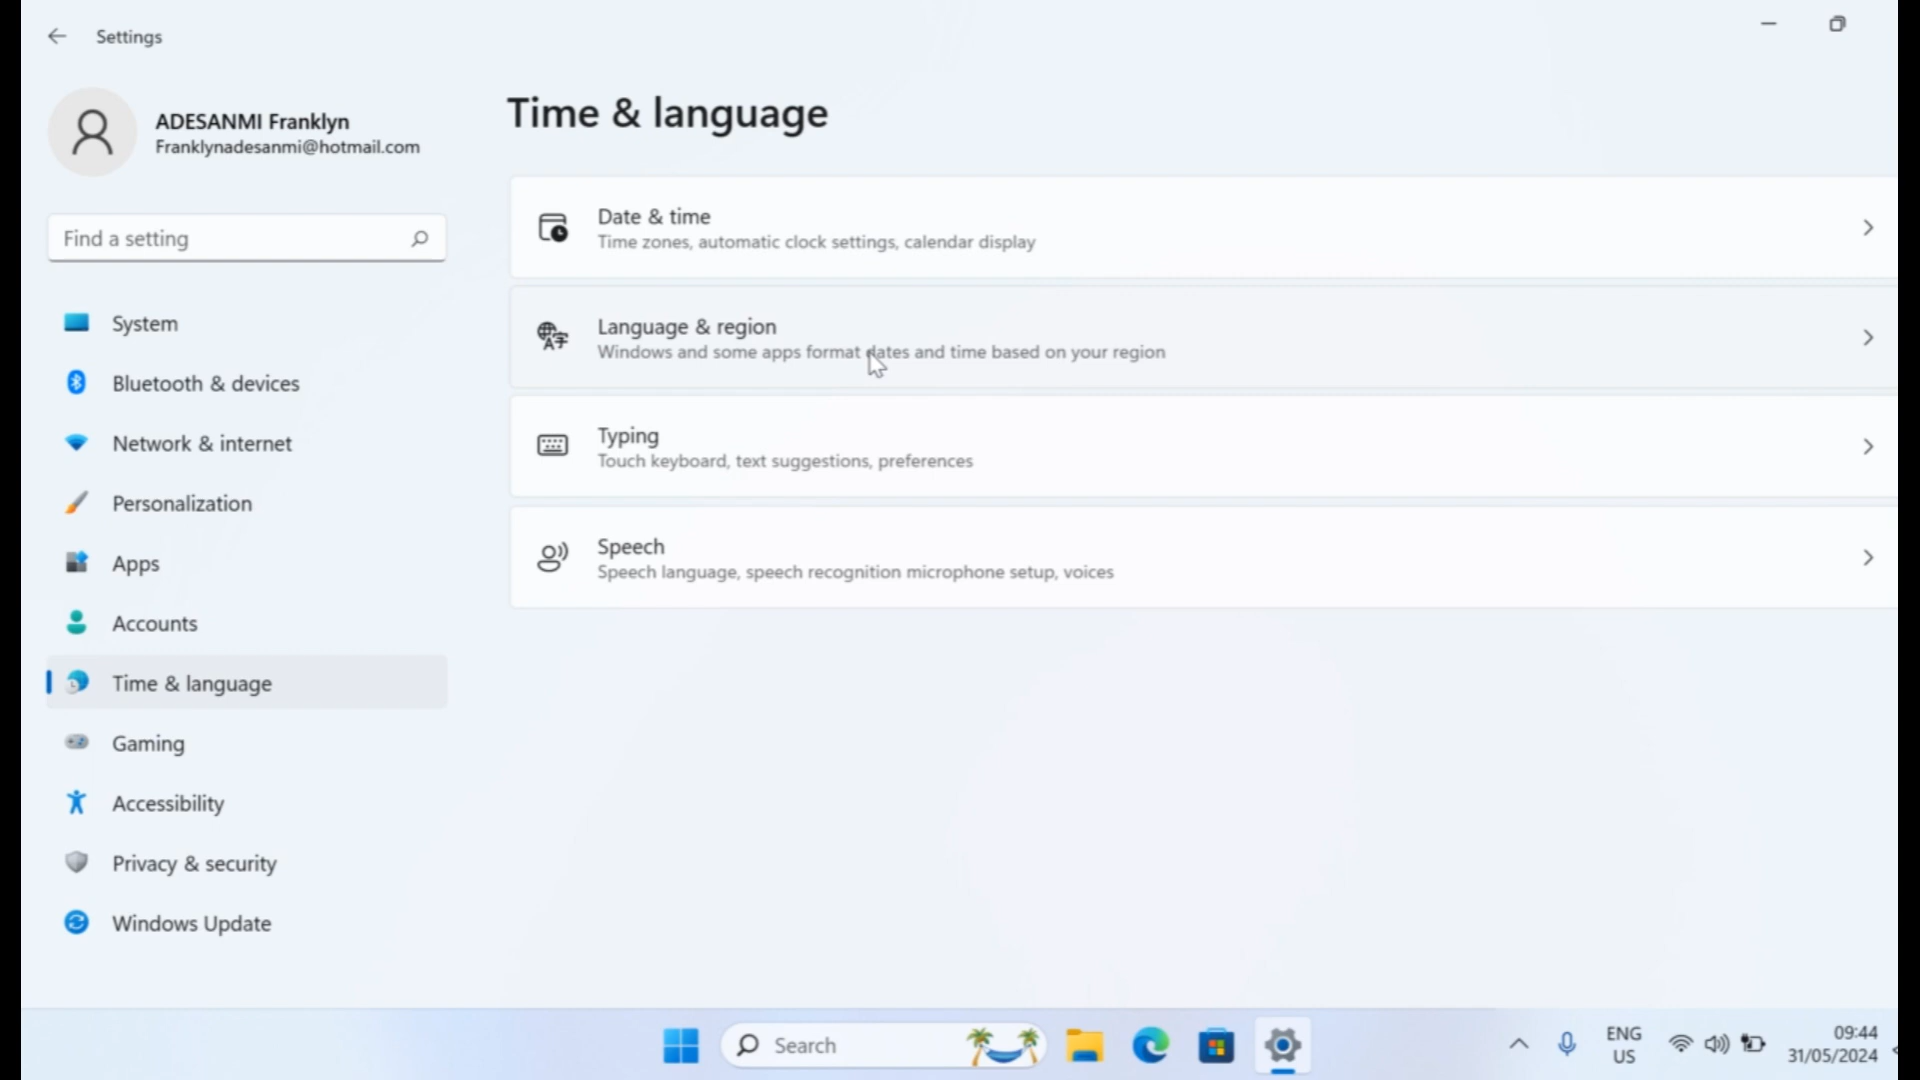 Settings
ADESANMI Franklyn
Franklynadesanmi@hotmail.com
Find a setting
System
Bluetooth & devices
Network & internet
Personalization
Apps
Accounts
Time & language
Gaming
Accessibility
Privacy & security
Windows Update
Time & language
Date & time
Time zones, automatic clock settings, calendar display
Language & region
Windows and some apps format dates and time based on your region
Typing
Touch keyboard, text suggestions, preferences
Speech
Speech language, speech recognition microphone setup, voices
Search
ENG
US
09:44
31/05/2024